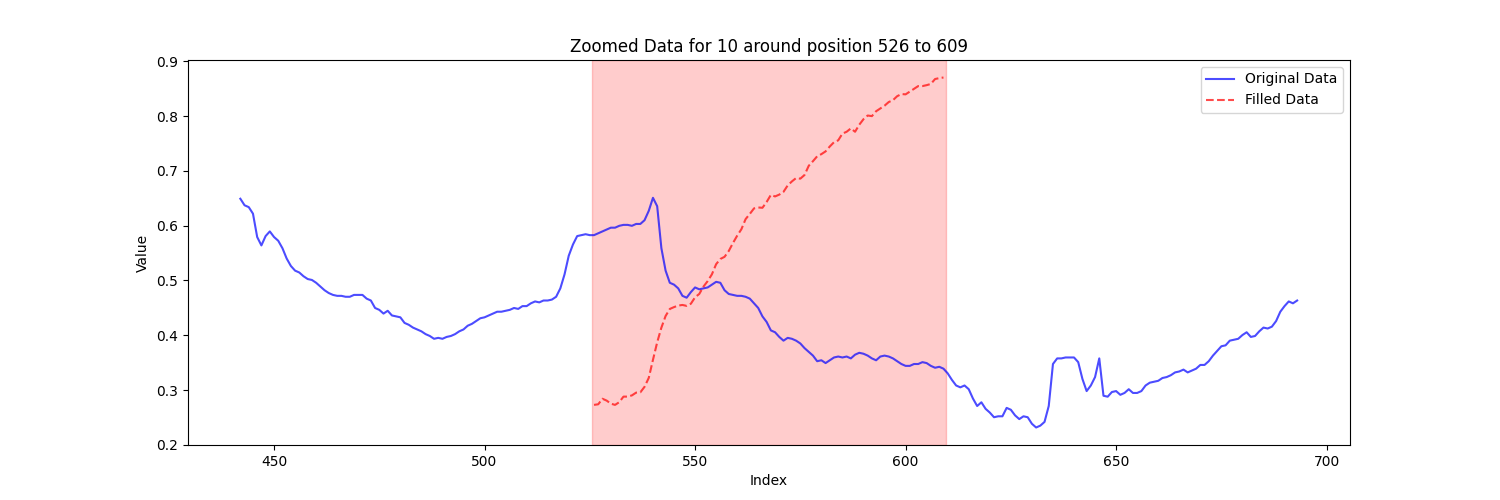 Zoomed Data for 10 around position 526 to 609
Original Data
Filled Data
Value
0.9
0.8
0.7
0.6
0.5
0.4
0.3
0.2
450 500 550 600 650 700
Index